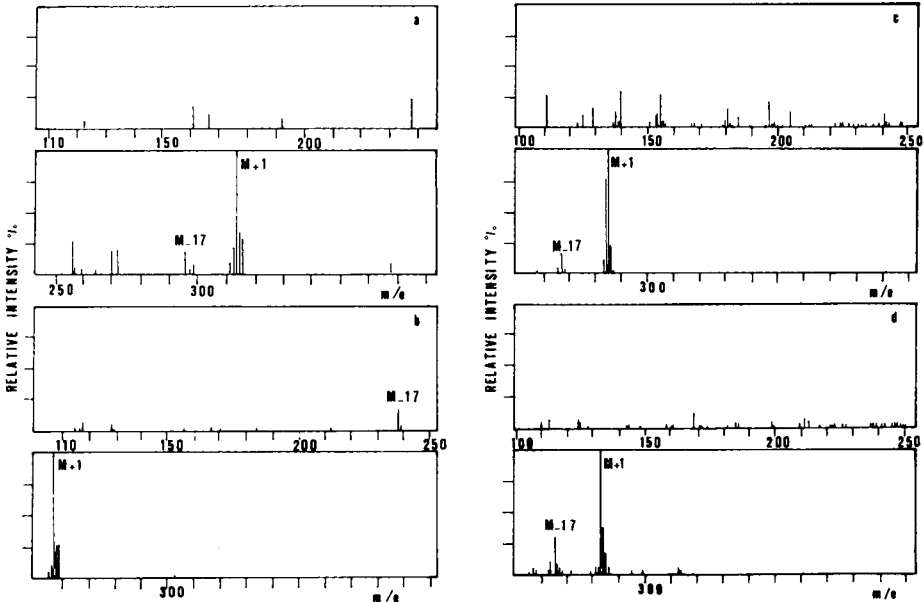 a
110 150 200
M+1
M-17
250 300 m/e
b
M-17
110 150 200 250
M+1
300 m/e
RELATIVE INTENSITY %
c
100 150 200 250
M+1
M-17
300 m/e
d
100 150 200 250
M+1
M-17
300 m/e
RELATIVE INTENSITY %